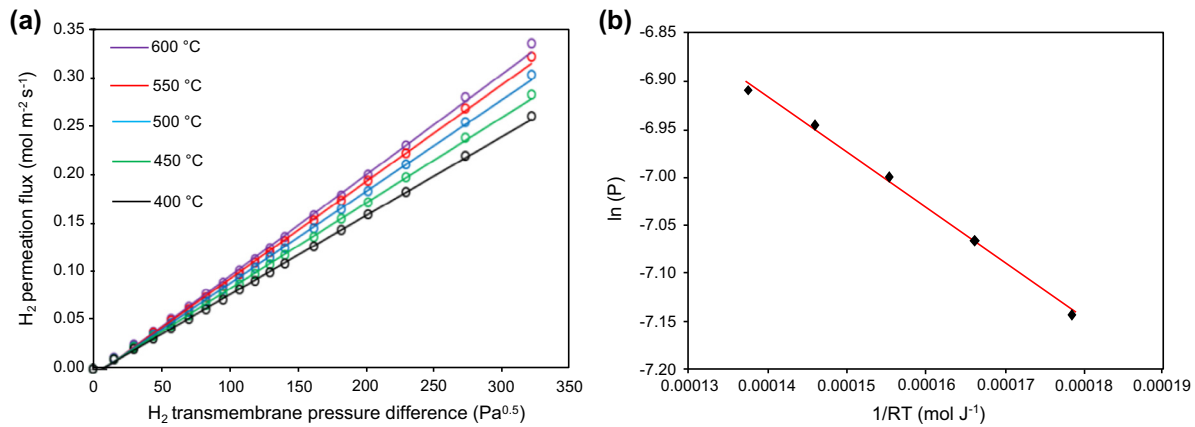 (a)
0.35
0.30
0.25
0.20
0.15
0.10
0.05
0.00
H₂ permeation flux (mol m⁻² s⁻¹)
600 °C
550 °C
500 °C
450 °C
400 °C
0 50 100 150 200 250 300 350
H₂ transmembrane pressure difference (Pa⁰·⁵)
(b)
-6.85
-6.90
-6.95
-7.00
-7.05
-7.10
-7.15
-7.20
ln (P)
0.00013 0.00014 0.00015 0.00016 0.00017 0.00018 0.00019
1/RT (mol J⁻¹)